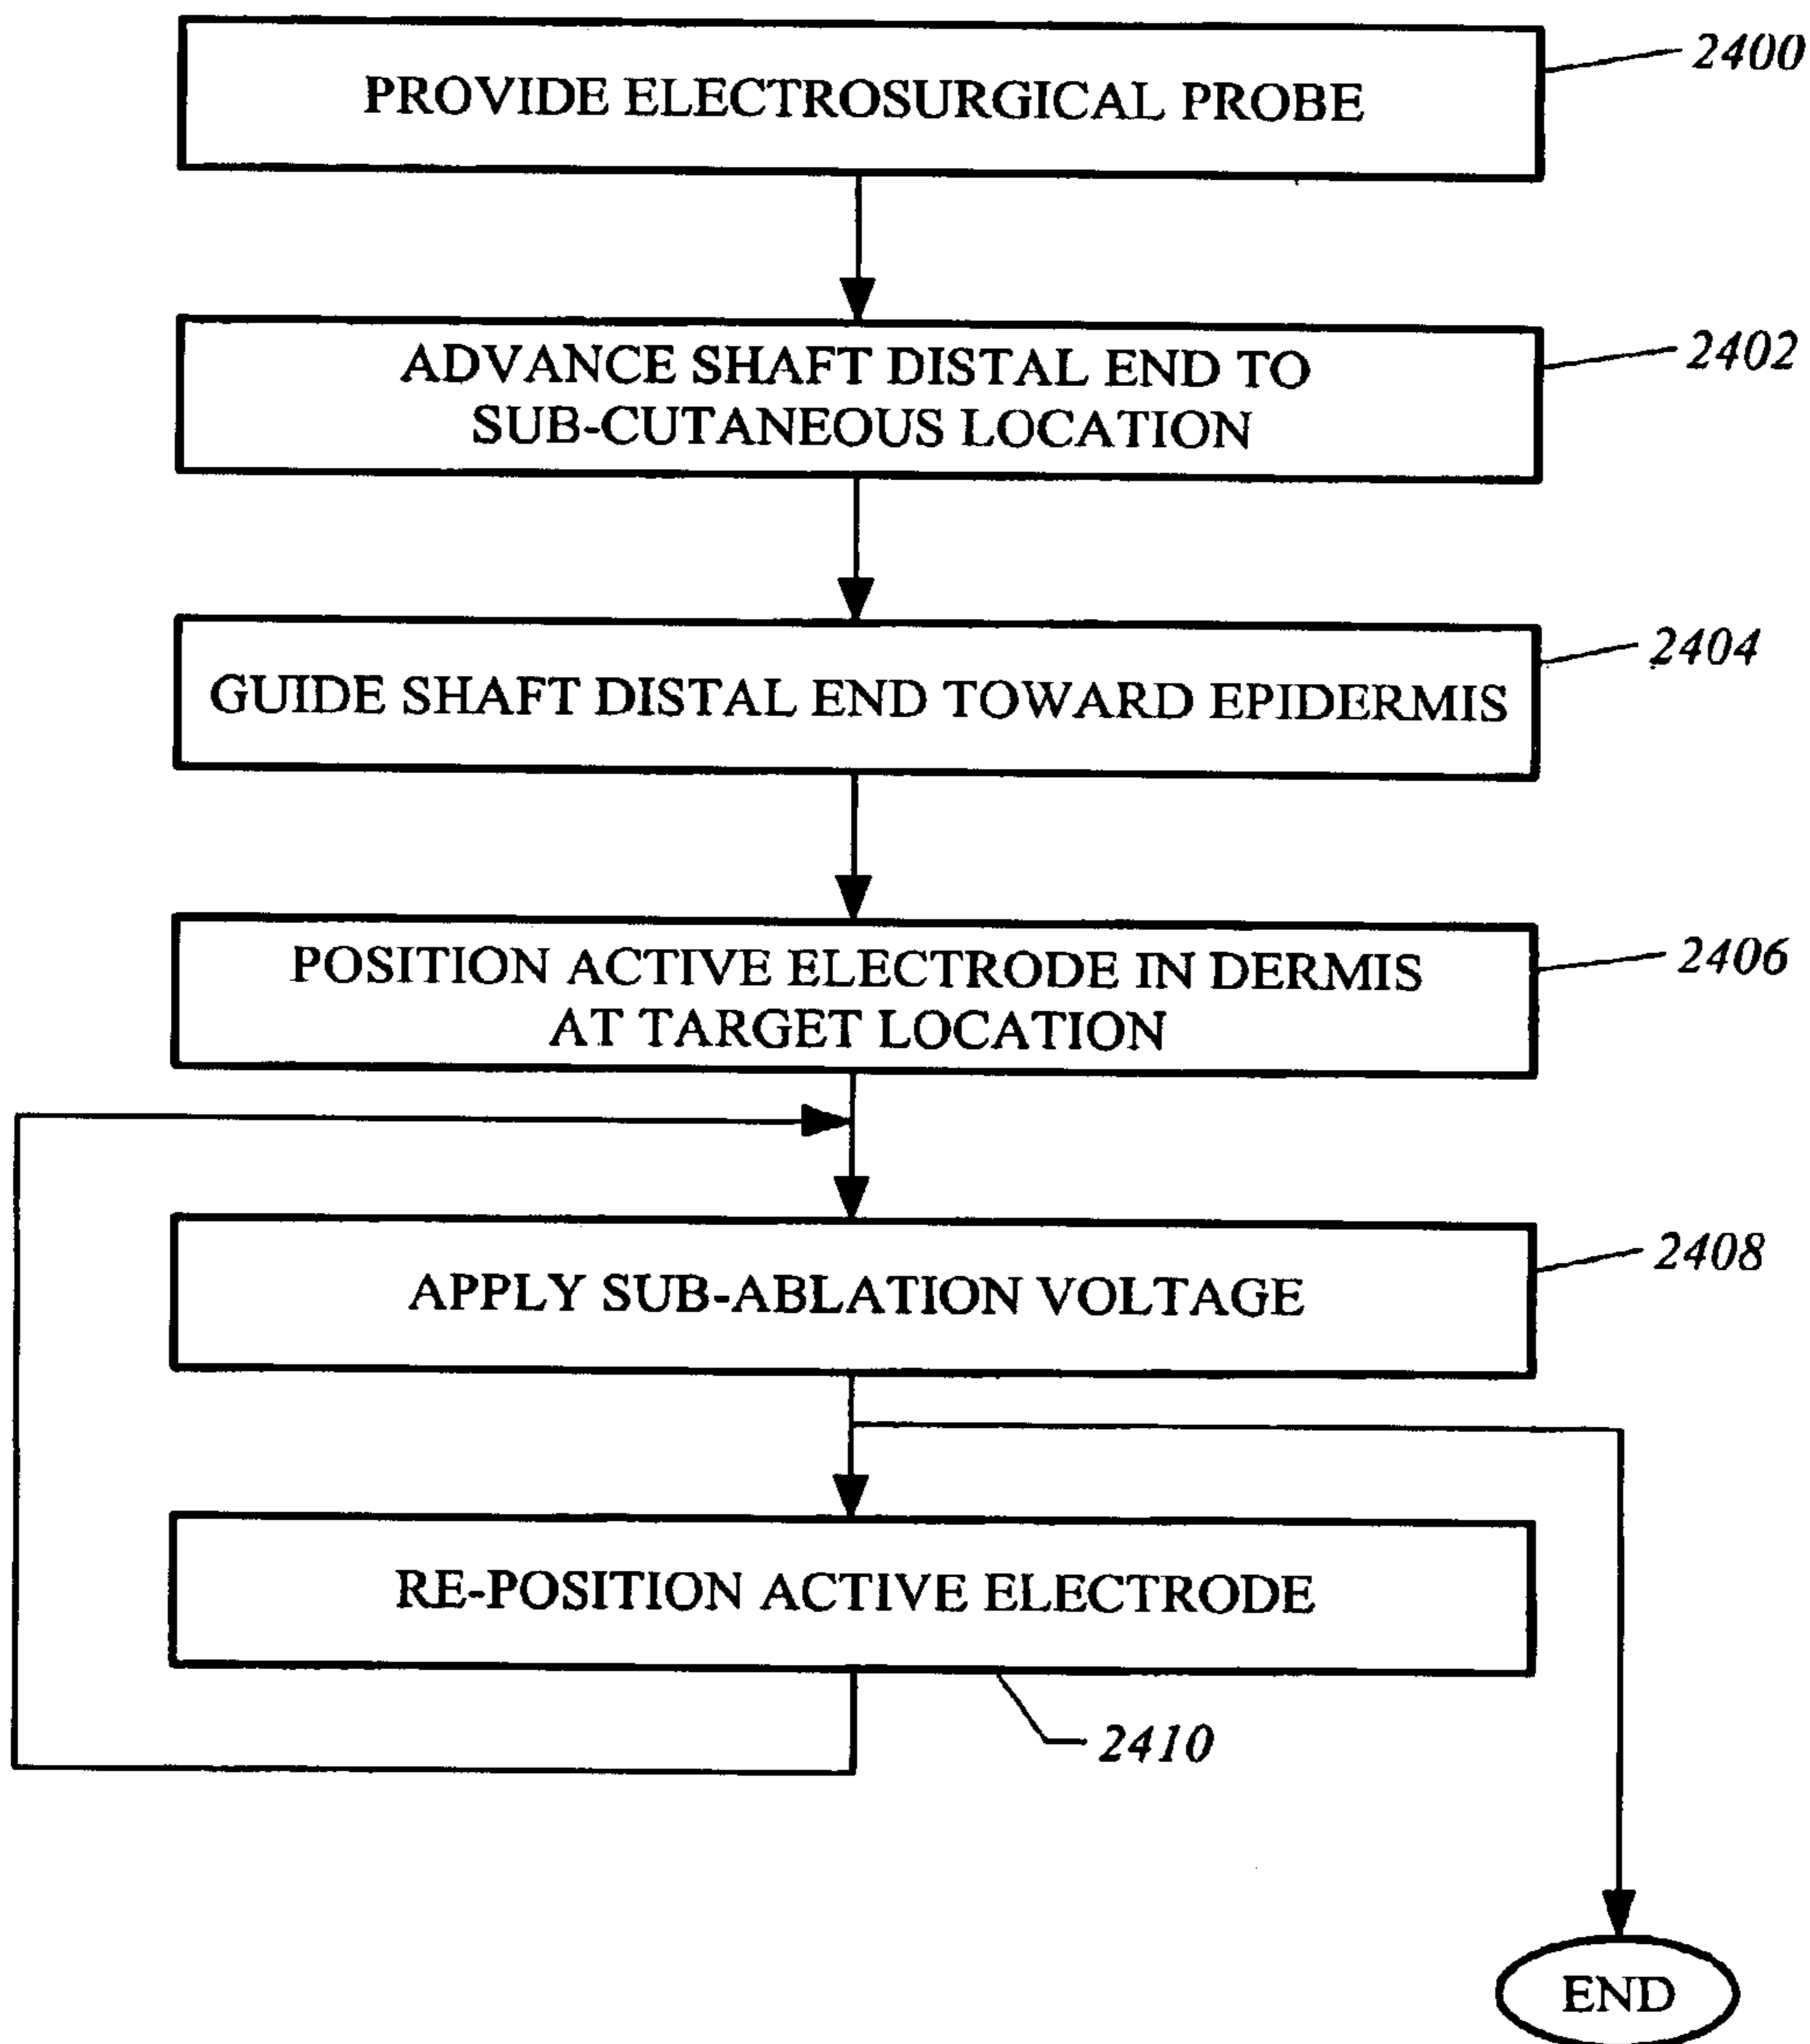 PROVIDE ELECTROSURGICAL PROBE
2400
ADVANCE SHAFT DISTAL END TO
SUB-CUTANEOUS LOCATION
2402
GUIDE SHAFT DISTAL END TOWARD EPIDERMIS
2404
POSITION ACTIVE ELECTRODE IN DERMIS
AT TARGET LOCATION
2406
APPLY SUB-ABLATION VOLTAGE
2408
RE-POSITION ACTIVE ELECTRODE
2410
END